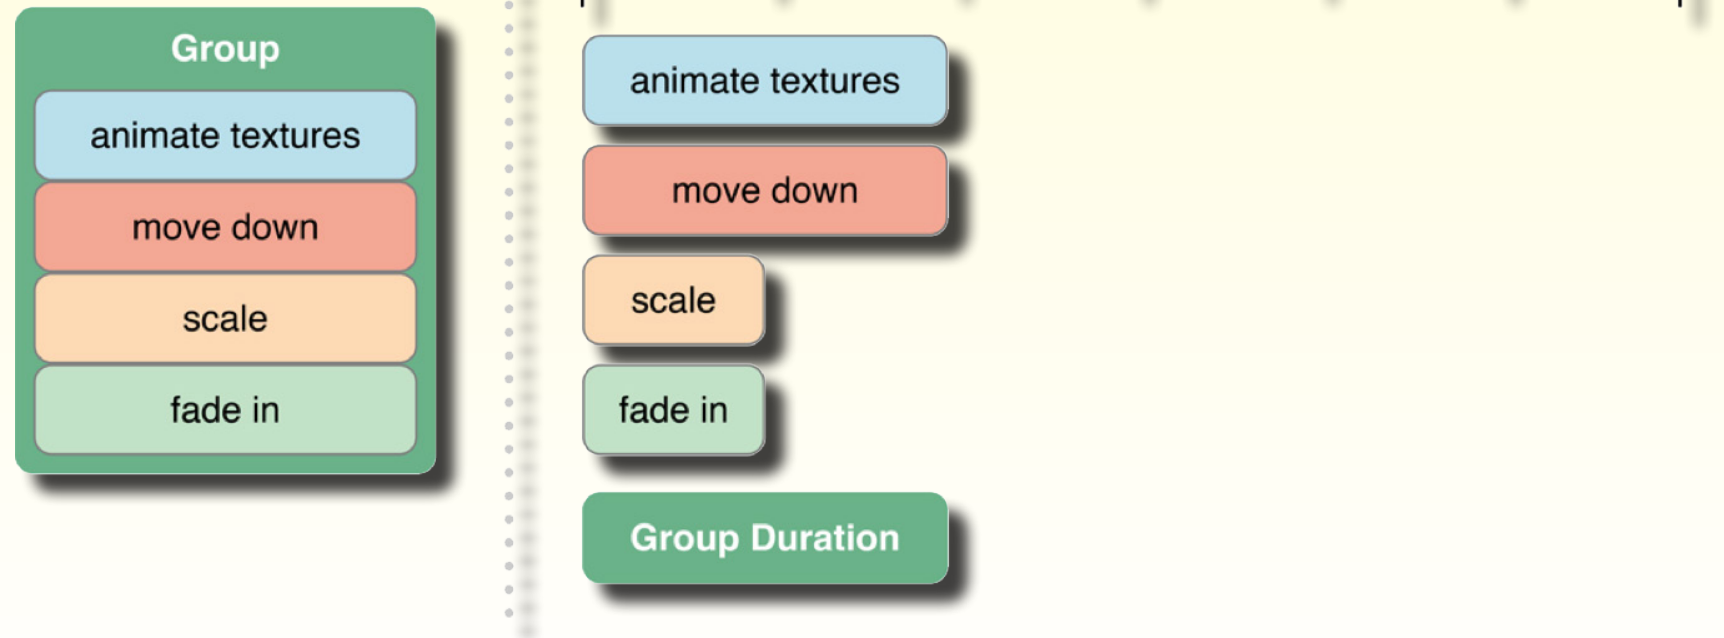 Group
animate textures
move down
scale
fade in
animate textures
move down
scale
fade in
Group Duration